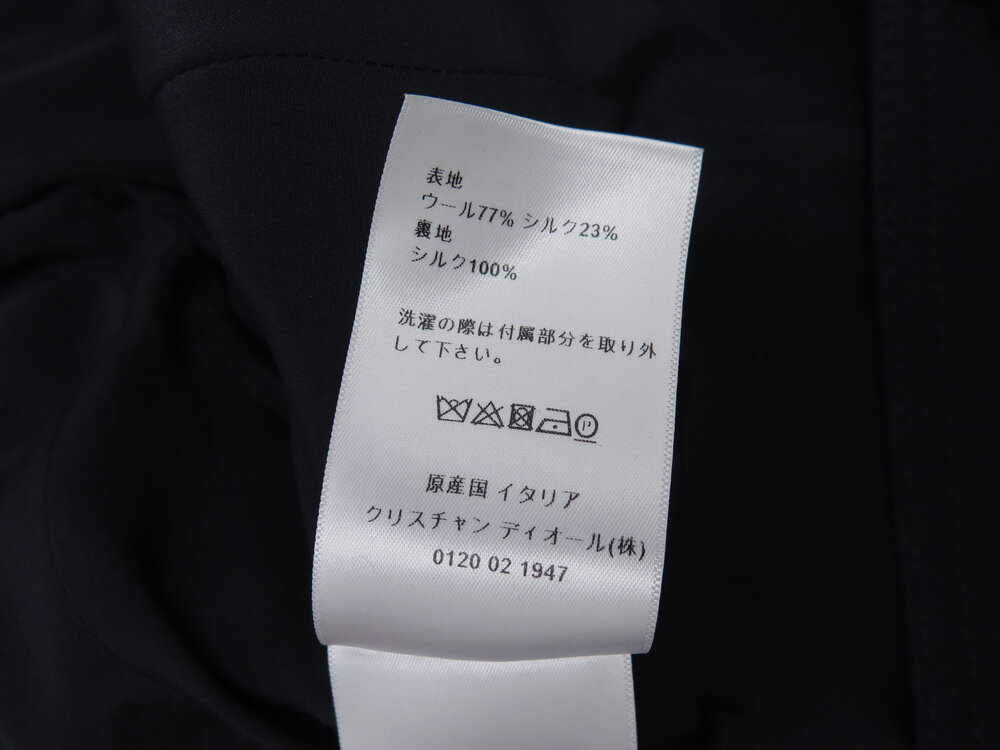 表地
ウール77% シルク23%
裏地
シルク100%
洗濯の際は付属部分を取り外
して下さい。
P
原産国 イタリア
クリスチャン ディオール(株)
0120 02 1947